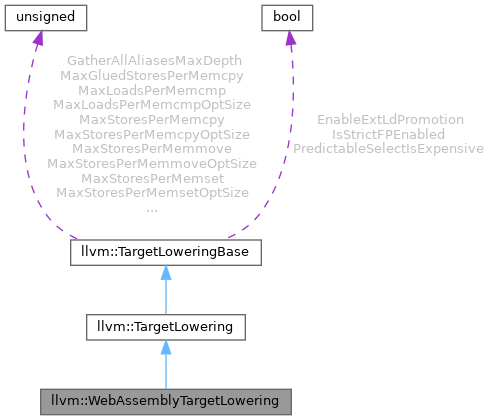 unsigned
bool
GatherAllAliasesMaxDepth
MaxGluedStoresPerMemcpy
MaxLoadsPerMemcmp
MaxLoadsPerMemcmpOptSize
MaxStoresPerMemcpy
MaxStoresPerMemcpyOptSize
MaxStoresPerMemmove
MaxStoresPerMemmoveOptSize
MaxStoresPerMemset
MaxStoresPerMemsetOptSize
...
EnableExtLdPromotion
IsStrictFPEnabled
PredictableSelectIsExpensive
llvm::TargetLoweringBase
llvm::TargetLowering
llvm::WebAssemblyTargetLowering